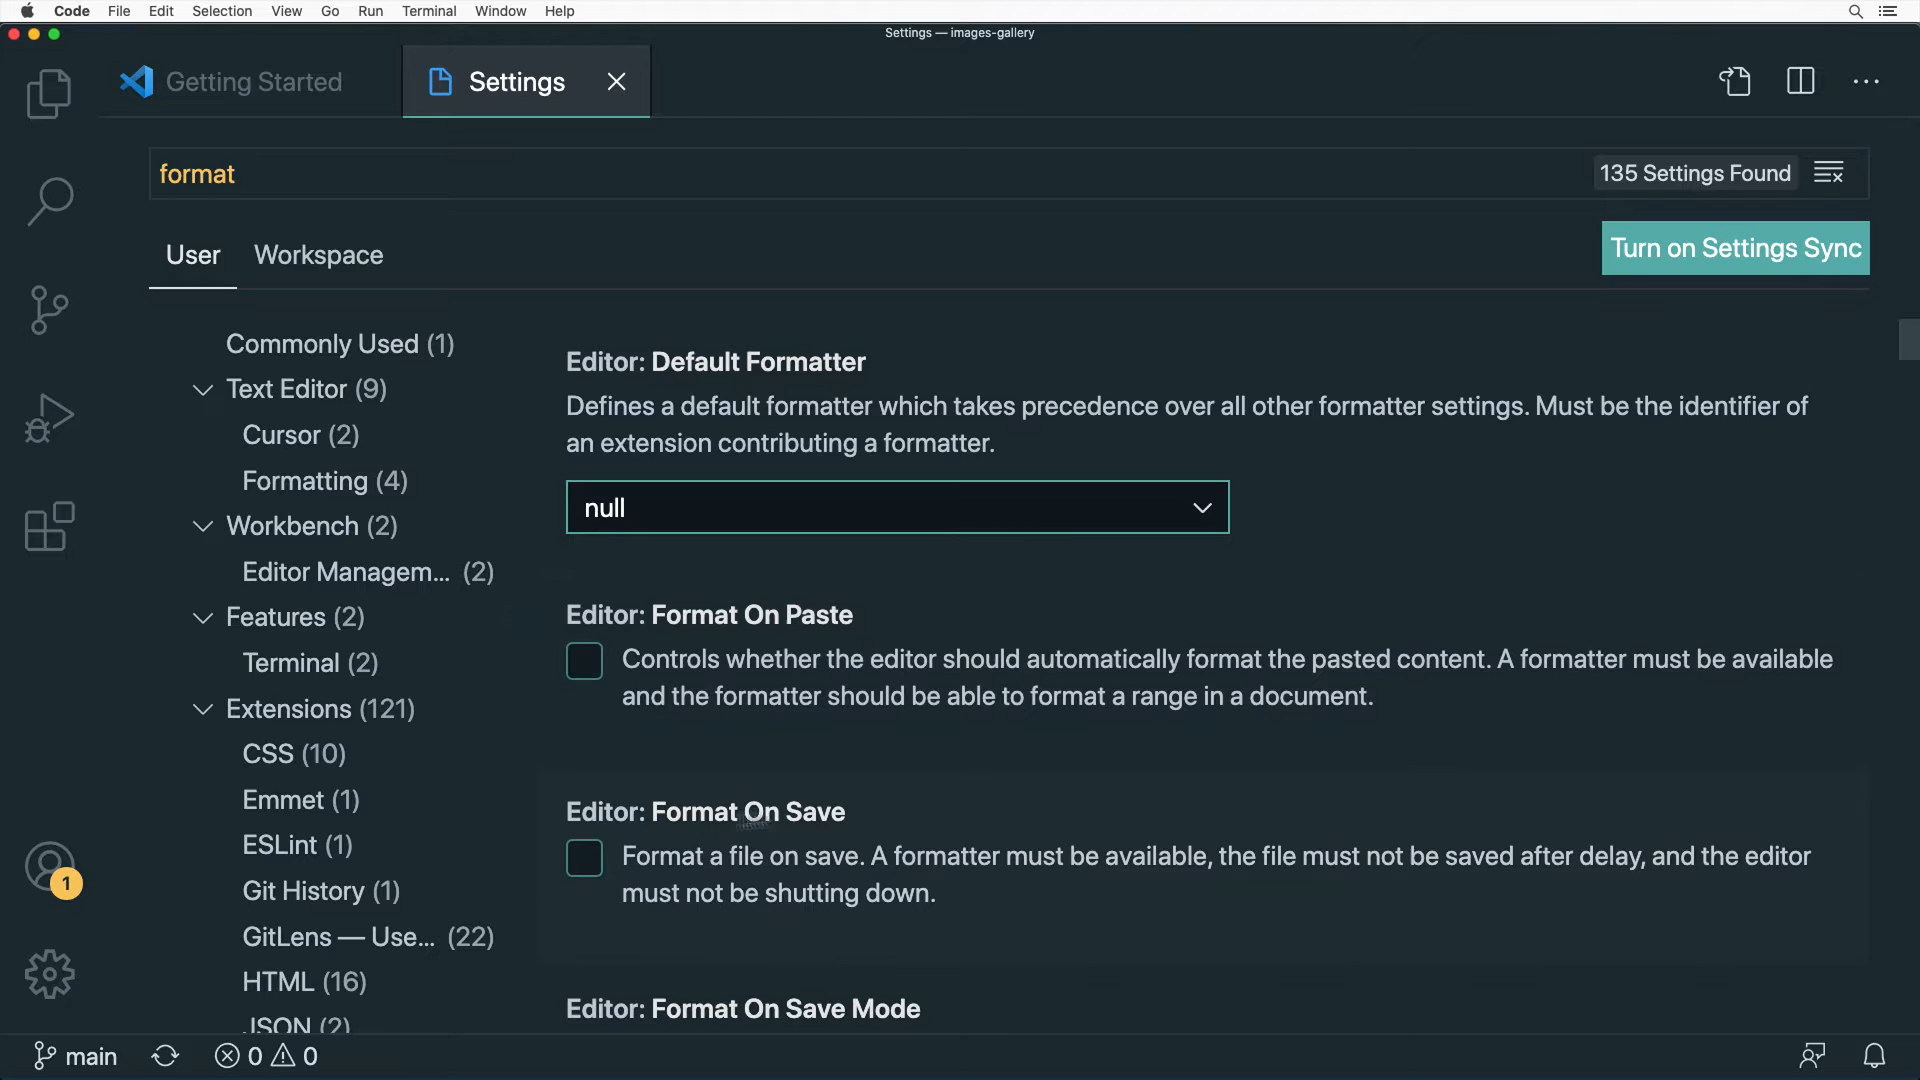 Code File Edit Selection View Go Run Terminal Window Help
Settings — images-gallery
Getting Started
Settings
format
135 Settings Found
User
Workspace
Turn on Settings Sync
Commonly Used (1)
Text Editor (9)
Cursor (2)
Formatting (4)
Workbench (2)
Editor Managem... (2)
Features (2)
Terminal (2)
Extensions (121)
CSS (10)
Emmet (1)
ESLint (1)
Git History (1)
GitLens — Use... (22)
HTML (16)
JSON (2)
Editor: Default Formatter
Defines a default formatter which takes precedence over all other formatter settings. Must be the identifier of
an extension contributing a formatter.
null
Editor: Format On Paste
Controls whether the editor should automatically format the pasted content. A formatter must be available
and the formatter should be able to format a range in a document.
Editor: Format On Save
Format a file on save. A formatter must be available, the file must not be saved after delay, and the editor
must not be shutting down.
Editor: Format On Save Mode
1
main
0
0